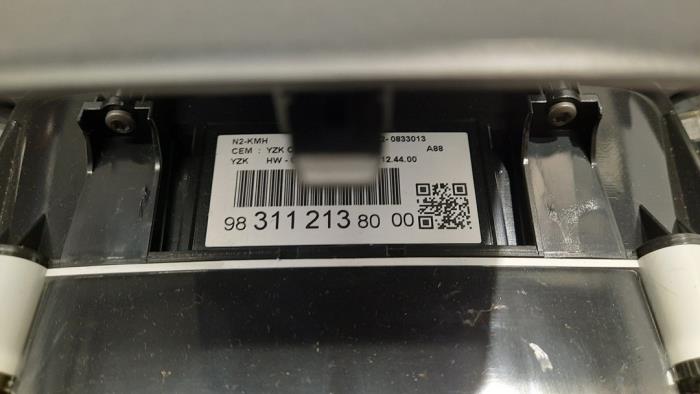 N2-KMH 0833013
CEM : YZK A88
YZK HW - 12.44.00
98 311 213 80 00